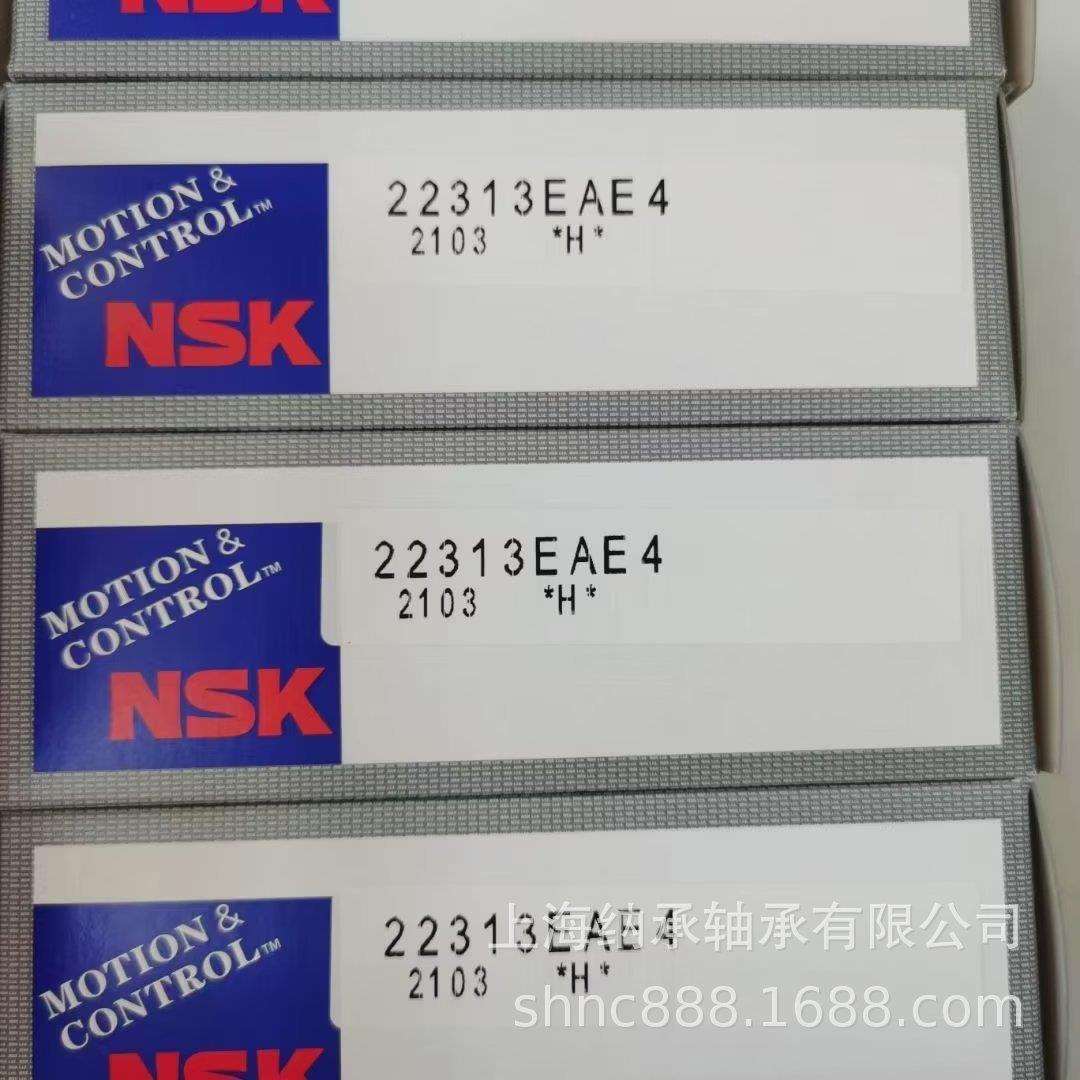 NSK
MOTION &
CONTROL™
NSK
22313EAE4
2103 *H*
MOTION &
CONTROL™
NSK
22313EAE4
2103 *H*
MOTION &
CONTROL™
NSK
22313EAE4
2103 *H*
上海纳承轴承有限公司
shnc888.1688.com